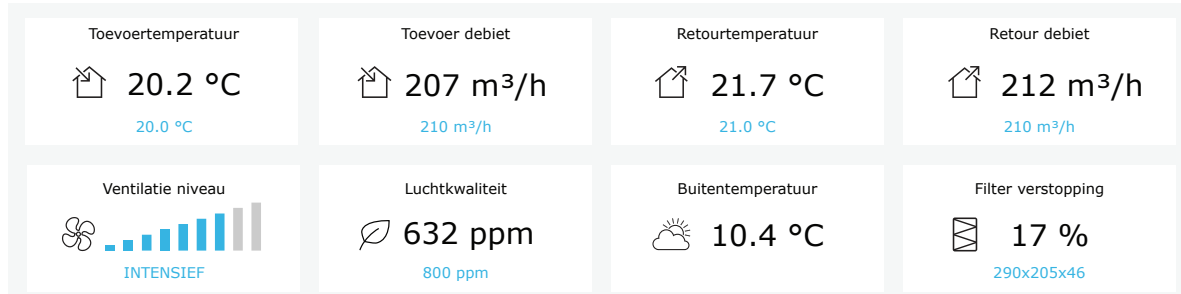 Toevoertemperatuur
20.2 °C
20.0 °C
Toevoer debiet
207 m³/h
210 m³/h
Retourtemperatuur
21.7 °C
21.0 °C
Retour debiet
212 m³/h
210 m³/h
Ventilatie niveau
INTENSIEF
Luchtkwaliteit
632 ppm
800 ppm
Buitentemperatuur
10.4 °C
Filter verstopping
17 %
290x205x46